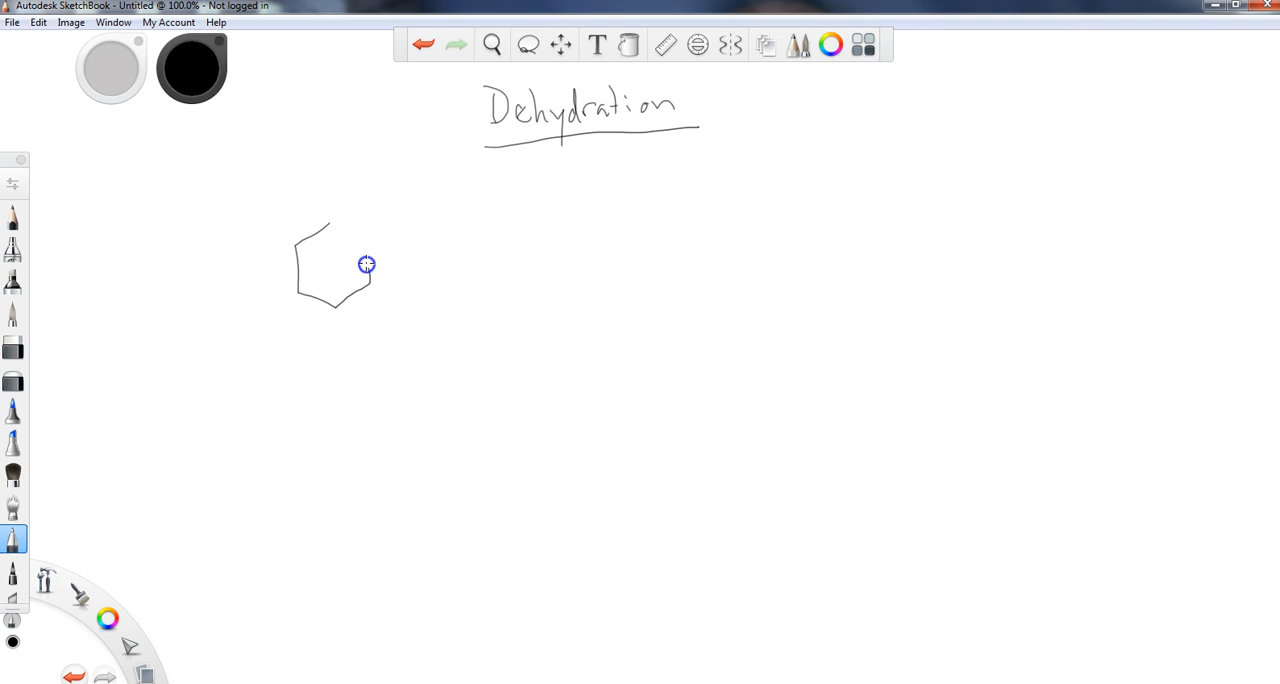 Autodesk SketchBook - Untitled @ 100.0% - Not logged in
File Edit Image Window My Account Help
T
Dehydration